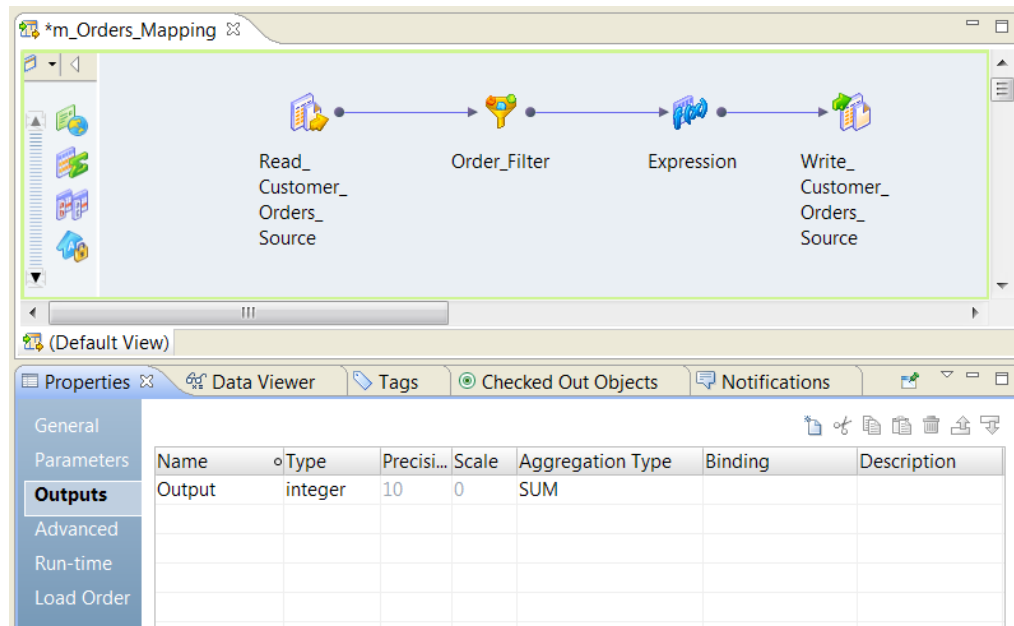 *m_Orders_Mapping
Read_ Order_Filter Expression Write_
Customer_ Customer_
Orders_ Orders_
Source Source
(Default View)
Properties Data Viewer Tags Checked Out Objects Notifications
General
Parameters
Outputs
Advanced
Run-time
Load Order
Name Type Precisi... Scale Aggregation Type Binding Description
Output integer 10 0 SUM